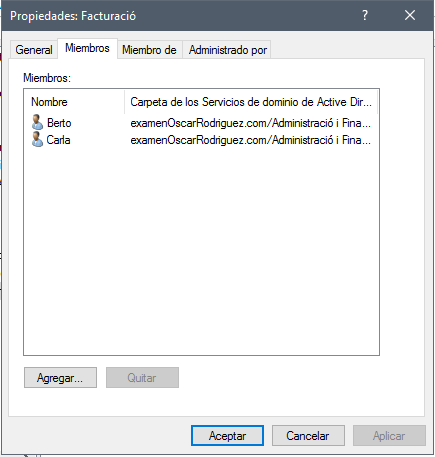 Propiedades: Facturació
General Miembros Miembro de Administrado por
Miembros:
Nombre Carpeta de los Servicios de dominio de Active Dir...
Berto examenOscarRodriguez.com/Administració i Fina...
Carla examenOscarRodriguez.com/Administració i Fina...
Agregar... Quitar
Aceptar Cancelar Aplicar